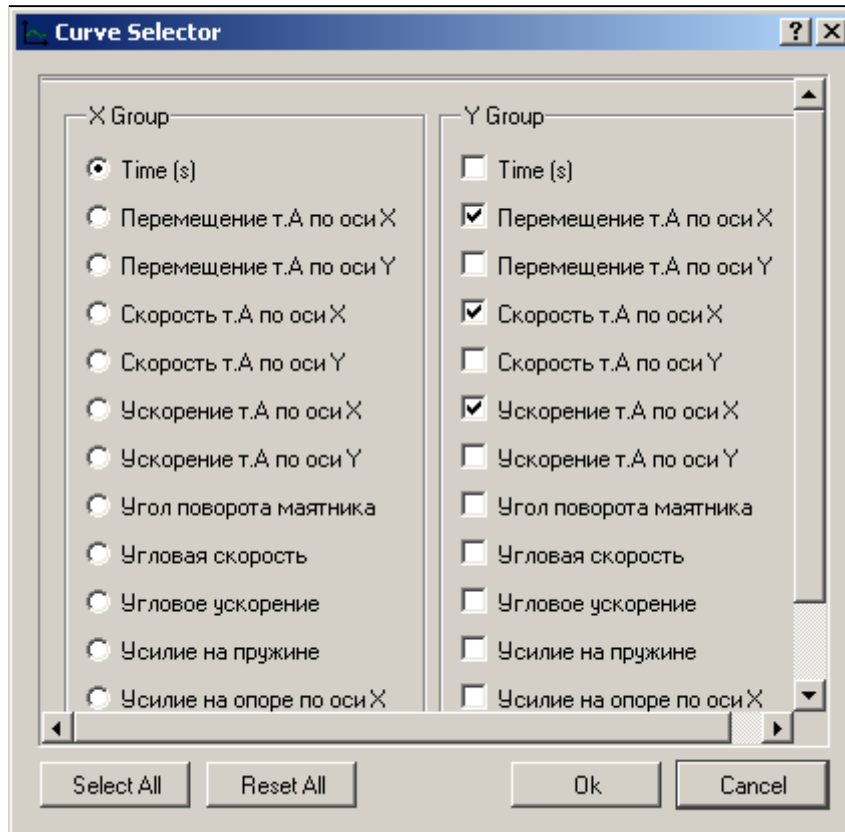 Curve Selector
X Group
Time (s)
Перемещение т.А по оси X
Перемещение т.А по оси Y
Скорость т.А по оси X
Скорость т.А по оси Y
Ускорение т.А по оси X
Ускорение т.А по оси Y
Угол поворота маятника
Угловая скорость
Угловое ускорение
Усилие на пружине
Усилие на опоре по оси X
Y Group
Time (s)
Перемещение т.А по оси X
Перемещение т.А по оси Y
Скорость т.А по оси X
Скорость т.А по оси Y
Ускорение т.А по оси X
Ускорение т.А по оси Y
Угол поворота маятника
Угловая скорость
Угловое ускорение
Усилие на пружине
Усилие на опоре по оси X
Select All
Reset All
Ok
Cancel